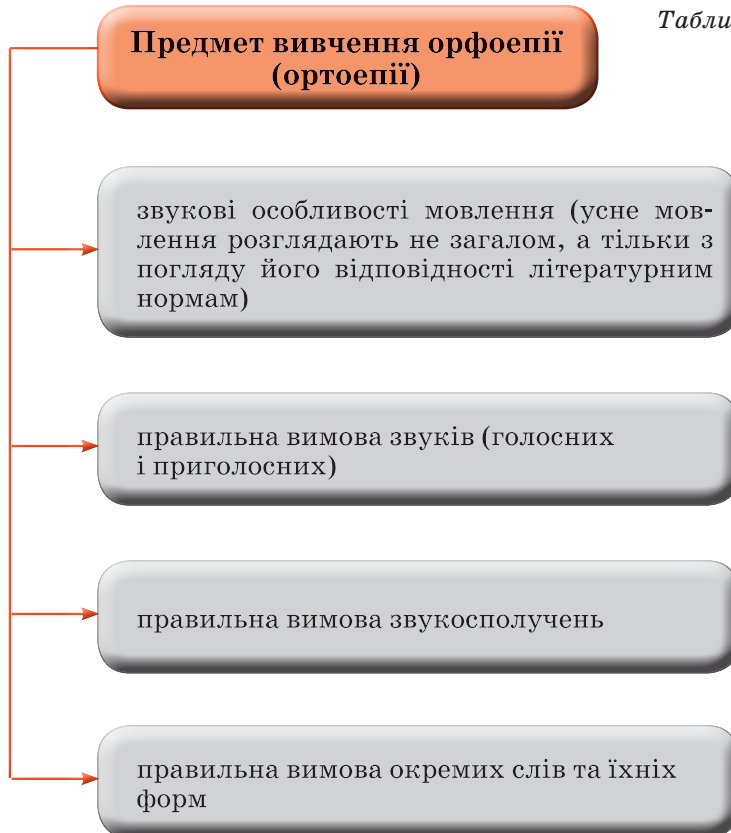 Табли
Предмет вивчення орфоепії
(ортоепії)
звукові особливості мовлення (усне мов-
лення розглядають не загалом, а тільки з
погляду його відповідності літературним
нормам)
правильна вимова звуків (голосних
і приголосних)
правильна вимова звукосполучень
правильна вимова окремих слів та їхніх
форм